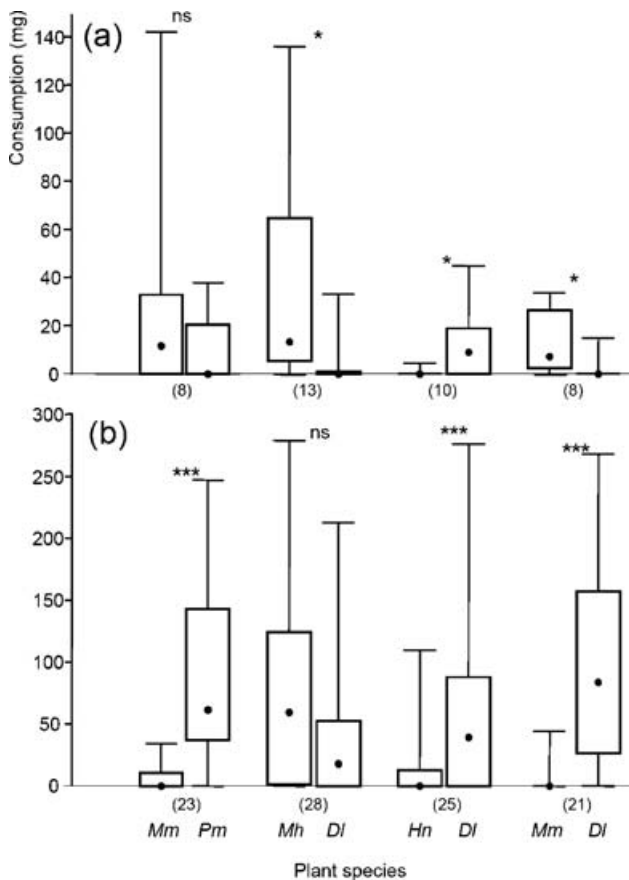 (a)
ns
*
*
*
Consumption (mg)
140
120
100
80
60
40
20
0
(8) (13) (10) (8)
(b)
***
ns
***
***
300
250
200
150
100
50
0
(23) (28) (25) (21)
Mm Pm Mh Dl Hn Dl Mm Dl
Plant species